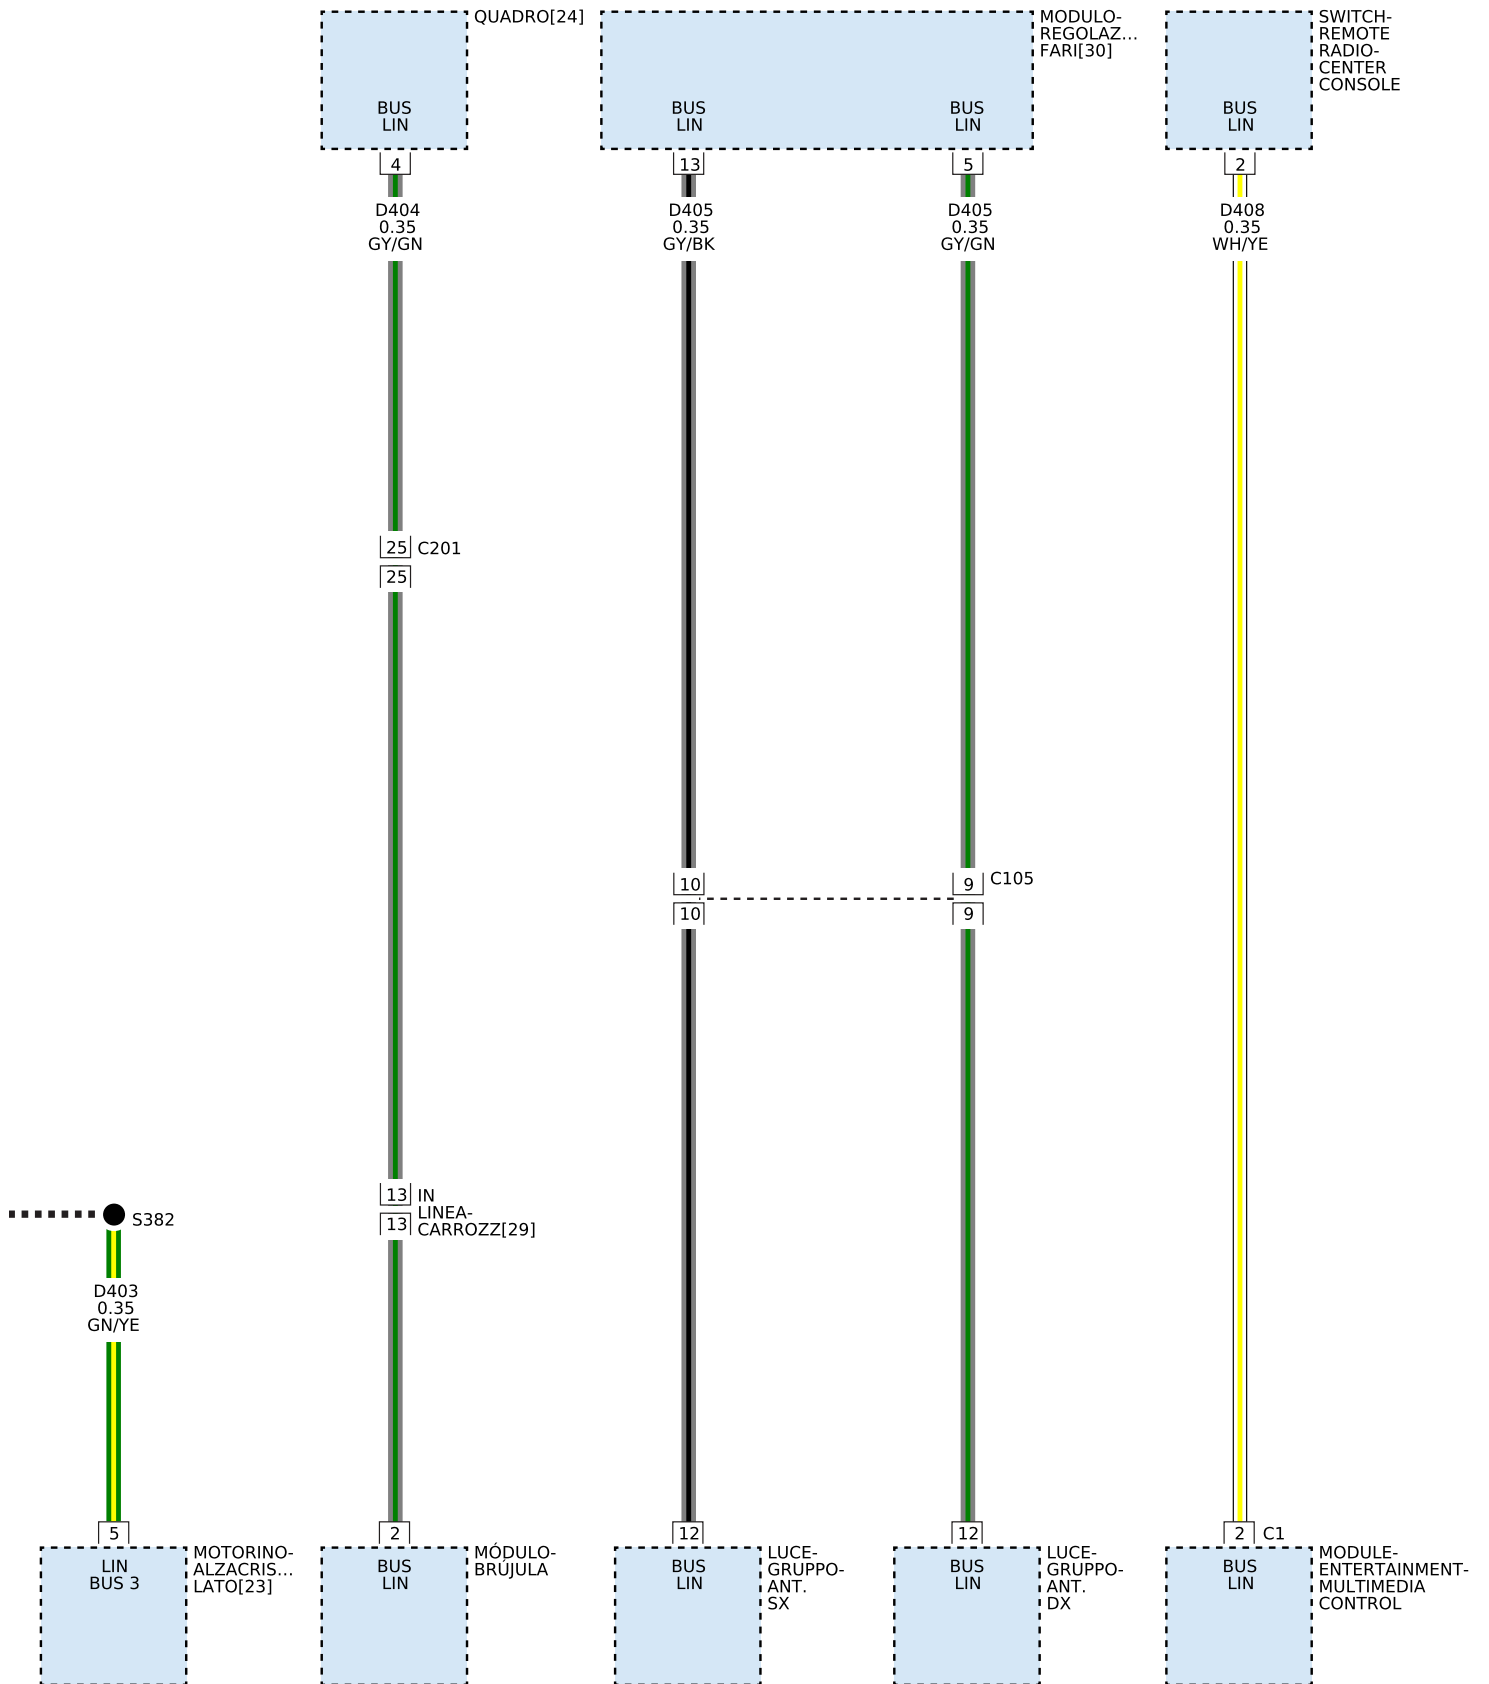 QUADRO[24]
BUS
LIN
4
D404
0.35
GY/GN
MODULO-
REGOLAZ...
FARI[30]
BUS
LIN
BUS
LIN
13
5
D405
0.35
GY/BK
D405
0.35
GY/GN
SWITCH-
REMOTE
RADIO-
CENTER
CONSOLE
BUS
LIN
2
D408
0.35
WH/YE
25
C201
25
10
9
C105
10
9
13
IN
LINEA-
CARROZZ[29]
13
S382
D403
0.35
GN/YE
5
LIN
BUS 3
MOTORINO-
ALZACRIS...
LATO[23]
2
BUS
LIN
MÓDULO-
BRÚJULA
12
BUS
LIN
LUCE-
GRUPPO-
ANT.
SX
12
BUS
LIN
LUCE-
GRUPPO-
ANT.
DX
2
C1
BUS
LIN
MODULE-
ENTERTAINMENT-
MULTIMEDIA
CONTROL